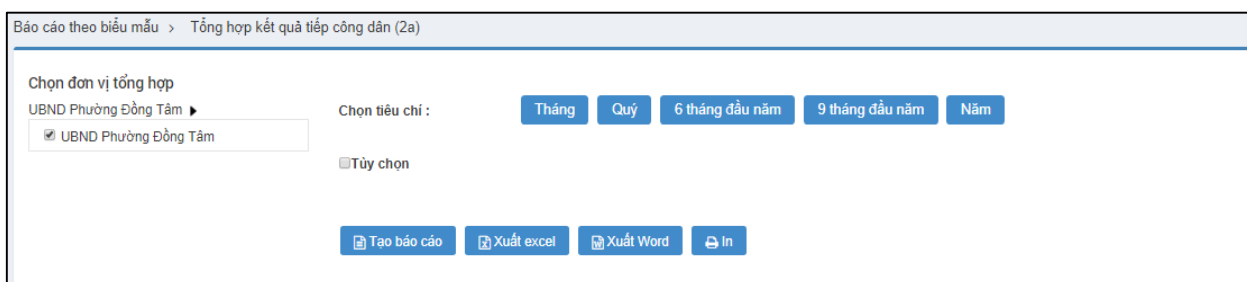 Báo cáo theo biểu mẫu > Tổng hợp kết quả tiếp công dân (2a)
Chọn đơn vị tổng hợp
UBND Phường Đồng Tâm
UBND Phường Đồng Tâm
Chọn tiêu chí :
Tháng Quý 6 tháng đầu năm 9 tháng đầu năm Năm
Tùy chọn
Tạo báo cáo Xuất excel Xuất Word In